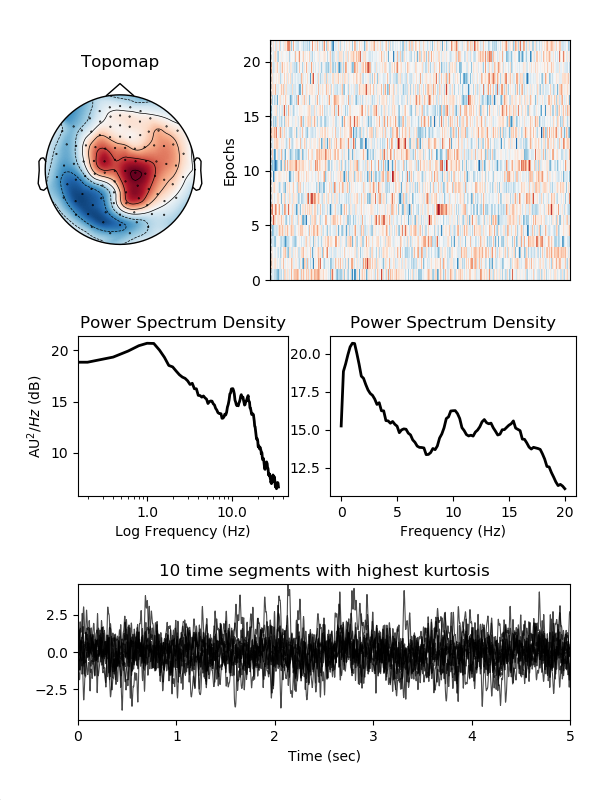 Topomap
Epochs
20
15
10
5
0
Power Spectrum Density
AU²/Hz (dB)
20
15
10
1.0 10.0
Log Frequency (Hz)
Power Spectrum Density
20.0
17.5
15.0
12.5
0 5 10 15 20
Frequency (Hz)
10 time segments with highest kurtosis
2.5
0.0
−2.5
0 1 2 3 4 5
Time (sec)